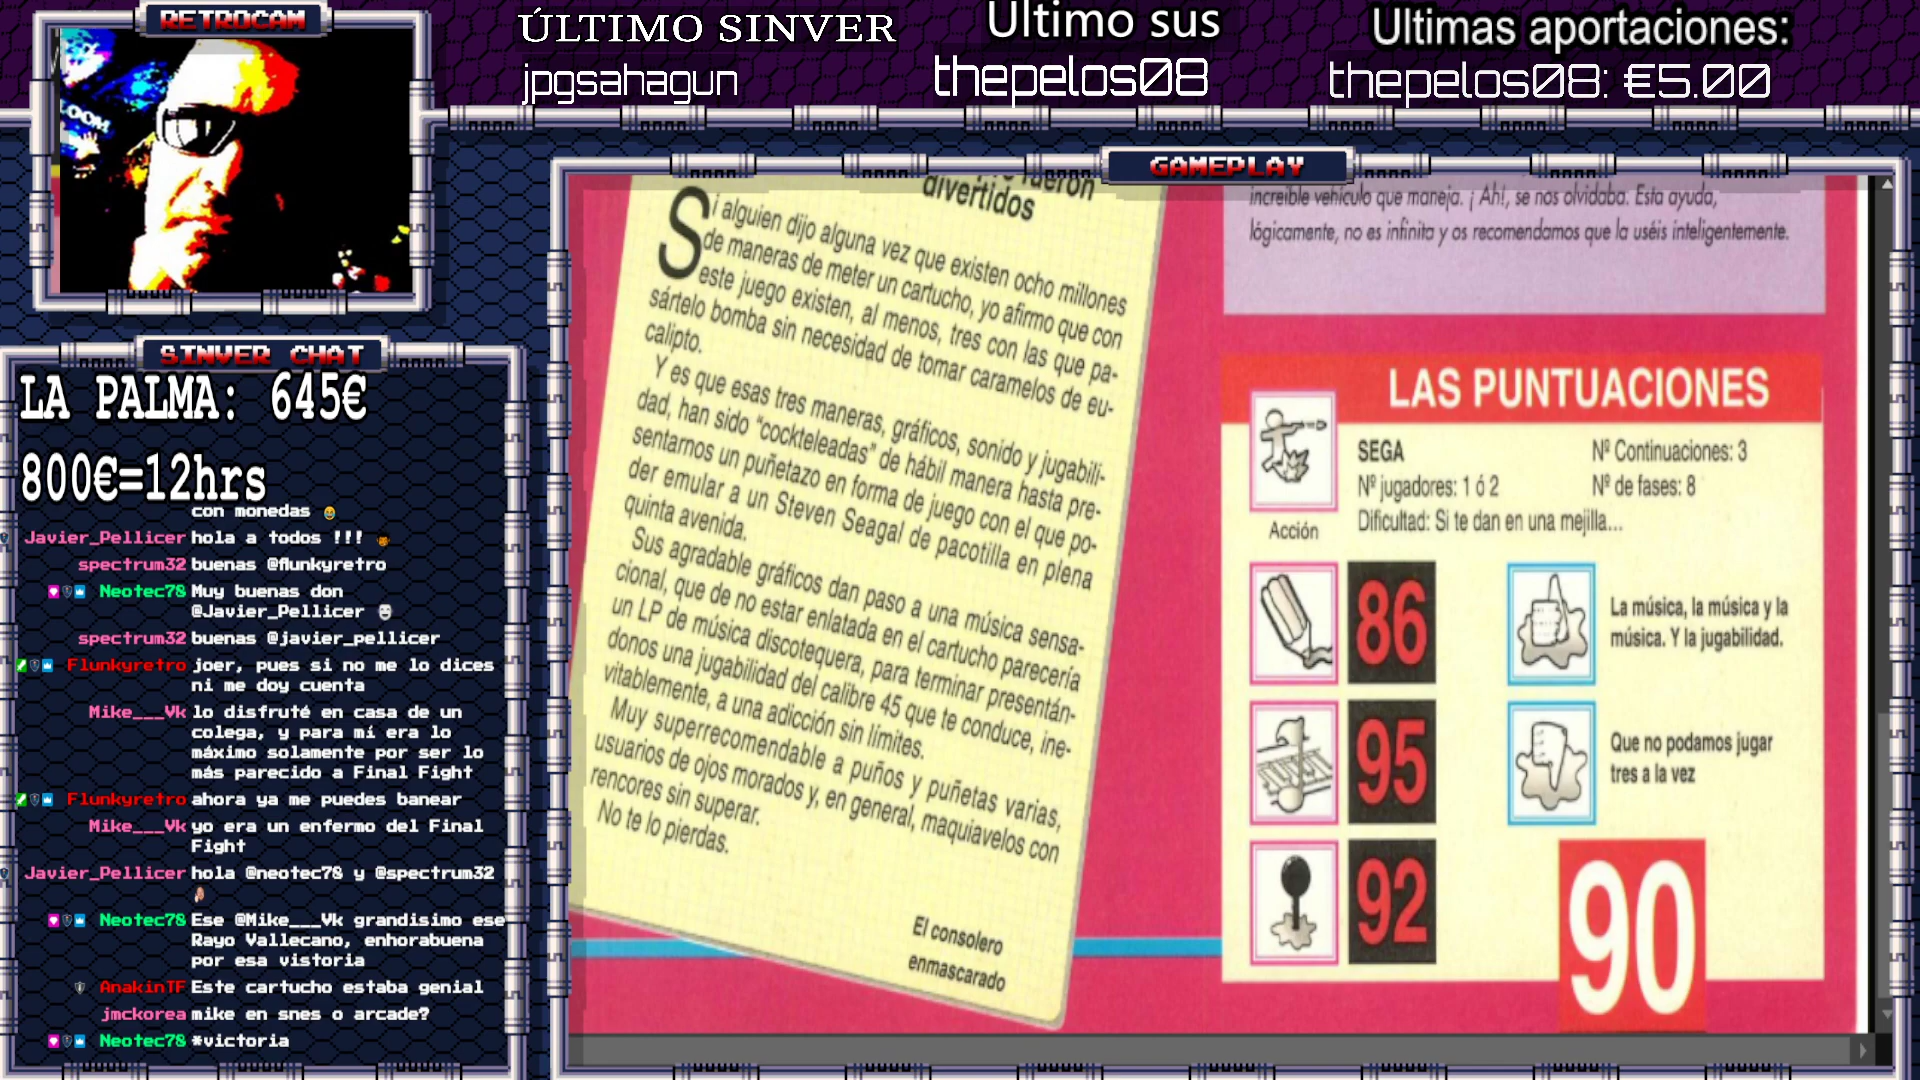 RETROCAM
ÚLTIMO SINVER
jpgsahagun
Ultimo sus
thepelos08
Ultimas aportaciones:
thepelos08: €5.00
SINVER CHAT
LA PALMA: 645€
800€=12hrs
con monedas
Javier_Pellicer hola a todos !!!
spectrum32 buenas @flunkyretro
Neotec78 Muy buenas don
@Javier_Pellicer
spectrum32 buenas @javier_pellicer
Flunkyretro joer, pues si no me lo dices
ni me doy cuenta
Mike___Vk lo disfruté en casa de un
colega, y para mí era lo
máximo solamente por ser lo
más parecido a Final Fight
Flunkyretro ahora ya me puedes banear
Mike___Vk yo era un enfermo del Final
Fight
Javier_Pellicer hola @neotec78 y @spectrum32
Neotec78 Ese @Mike___Vk grandisimo ese
Rayo Vallecano, enhorabuena
por esa vistoria
AnakinTF Este cartucho estaba genial
jmckorea mike en snes o arcade?
Neotec78 *victoria
GAMEPLAY
fueron
divertidos
Si alguien dijo alguna vez que existen ocho millones
de maneras de meter un cartucho, yo afirmo que con
este juego existen, al menos, tres con las que pa-
sártelo bomba sin necesidad de tomar caramelos de eu-
calipto.
Y es que esas tres maneras, gráficos, sonido y jugabili-
dad, han sido "cockteleadas" de hábil manera hasta pre-
sentarnos un puñetazo en forma de juego con el que po-
der emular a un Steven Seagal de pacotilla en plena
quinta avenida.
Sus agradable gráficos dan paso a una música sensa-
cional, que de no estar enlatada en el cartucho parecería
un LP de música discotequera, para terminar presentán-
donos una jugabilidad del calibre 45 que te conduce, ine-
vitablemente, a una adicción sin límites.
Muy superrecomendable a puños y puñetas varias,
usuarios de ojos morados y, en general, maquiavelos con
rencores sin superar.
No te lo pierdas.
El consolero
enmascarado
increíble vehículo que maneja. ¡ Ah!, se nos olvidaba. Esta ayuda,
lógicamente, no es infinita y os recomendamos que la uséis inteligentemente.
LAS PUNTUACIONES
SEGA
Nº Continuaciones: 3
Nº jugadores: 1 ó 2
Nº de fases: 8
Dificultad: Si te dan en una mejilla...
Acción
86
La música, la música y la
música. Y la jugabilidad.
95
Que no podamos jugar
tres a la vez
92
90